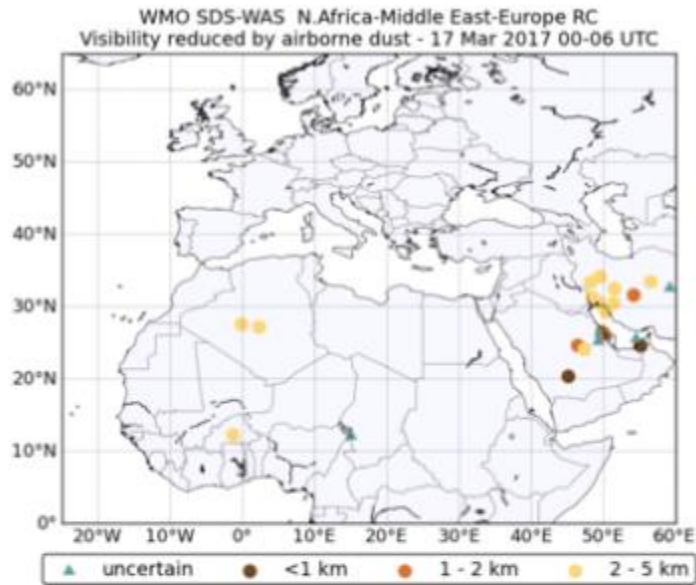 WMO SDS-WAS N.Africa-Middle East-Europe RC
Visibility reduced by airborne dust - 17 Mar 2017 00-06 UTC
60°N
50°N
40°N
30°N
20°N
10°N
0°
20°W 10°W 0° 10°E 20°E 30°E 40°E 50°E 60°E
uncertain <1 km 1 - 2 km 2 - 5 km